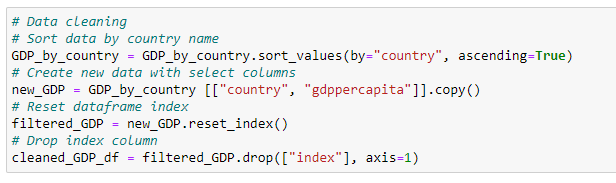 # Data cleaning
# Sort data by country name
GDP_by_country = GDP_by_country.sort_values(by="country", ascending=True)
# Create new data with select columns
new_GDP = GDP_by_country [["country", "gdppercapita"]].copy()
# Reset dataframe index
filtered_GDP = new_GDP.reset_index()
# Drop index column
cleaned_GDP_df = filtered_GDP.drop(["index"], axis=1)